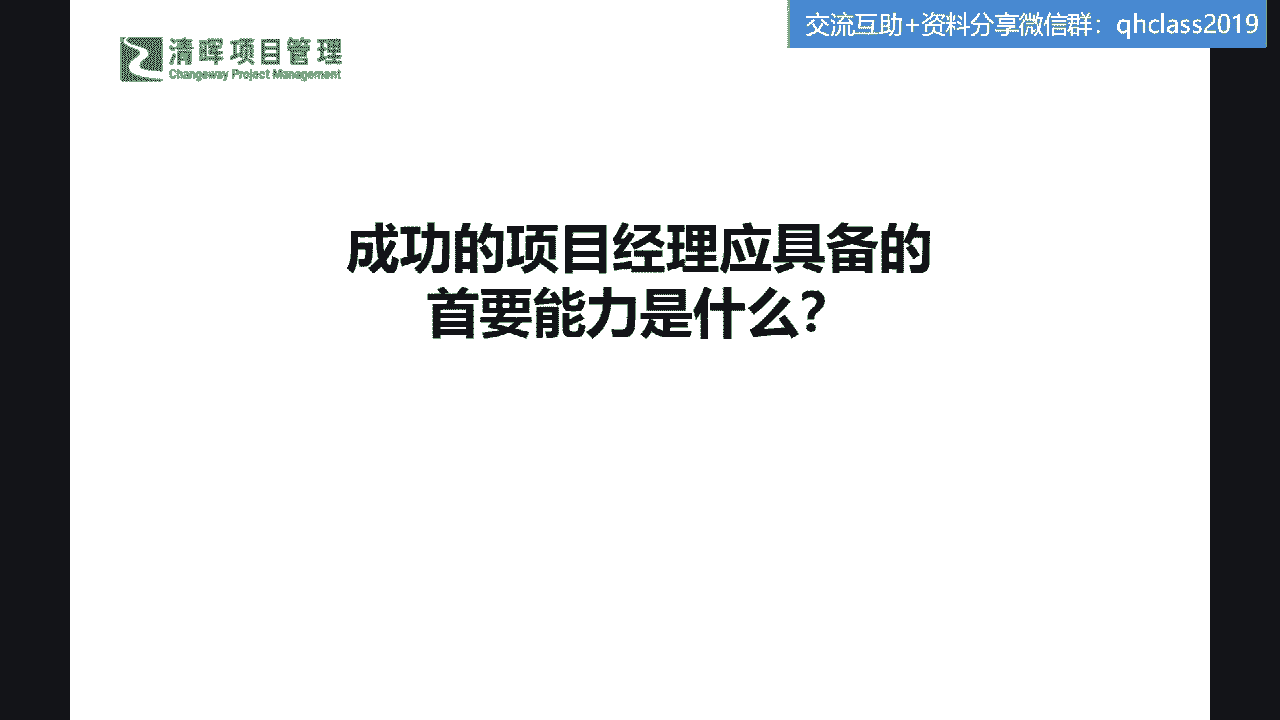 交流互助+资料分享微信群：qhclass2019
清晖项目管理
Changeway Project Management
成功的项目经理应具备的
首要能力是什么？